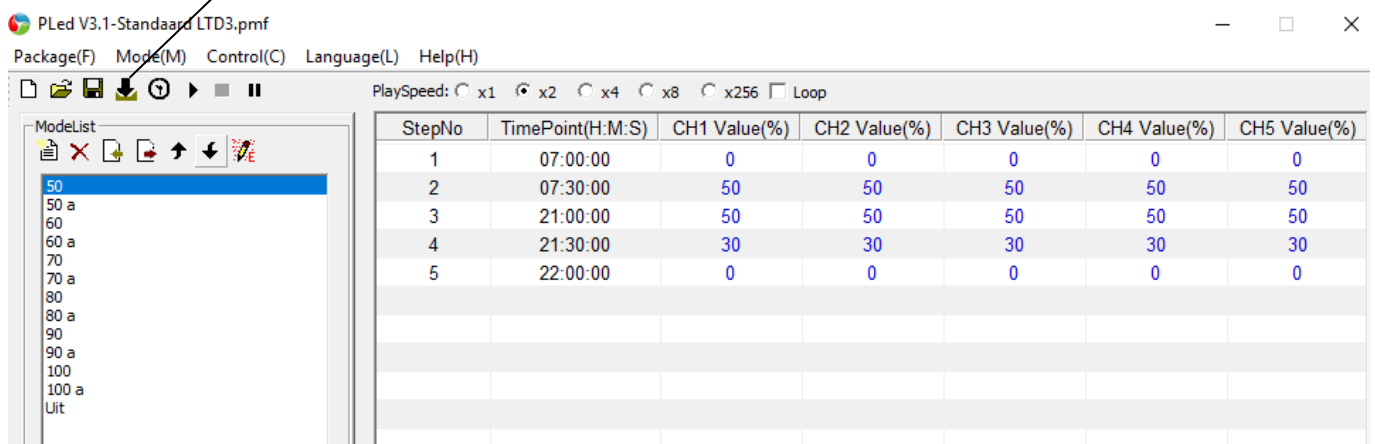 PLed V3.1-Standaard LTD3.pmf
Package(F) Mode(M) Control(C) Language(L) Help(H)
PlaySpeed: x1 x2 x4 x8 x256 Loop
ModeList
E
50
50 a
60
60 a
70
70 a
80
80 a
90
90 a
100
100 a
Uit
StepNo TimePoint(H:M:S) CH1 Value(%) CH2 Value(%) CH3 Value(%) CH4 Value(%) CH5 Value(%)
1 07:00:00 0 0 0 0 0
2 07:30:00 50 50 50 50 50
3 21:00:00 50 50 50 50 50
4 21:30:00 30 30 30 30 30
5 22:00:00 0 0 0 0 0